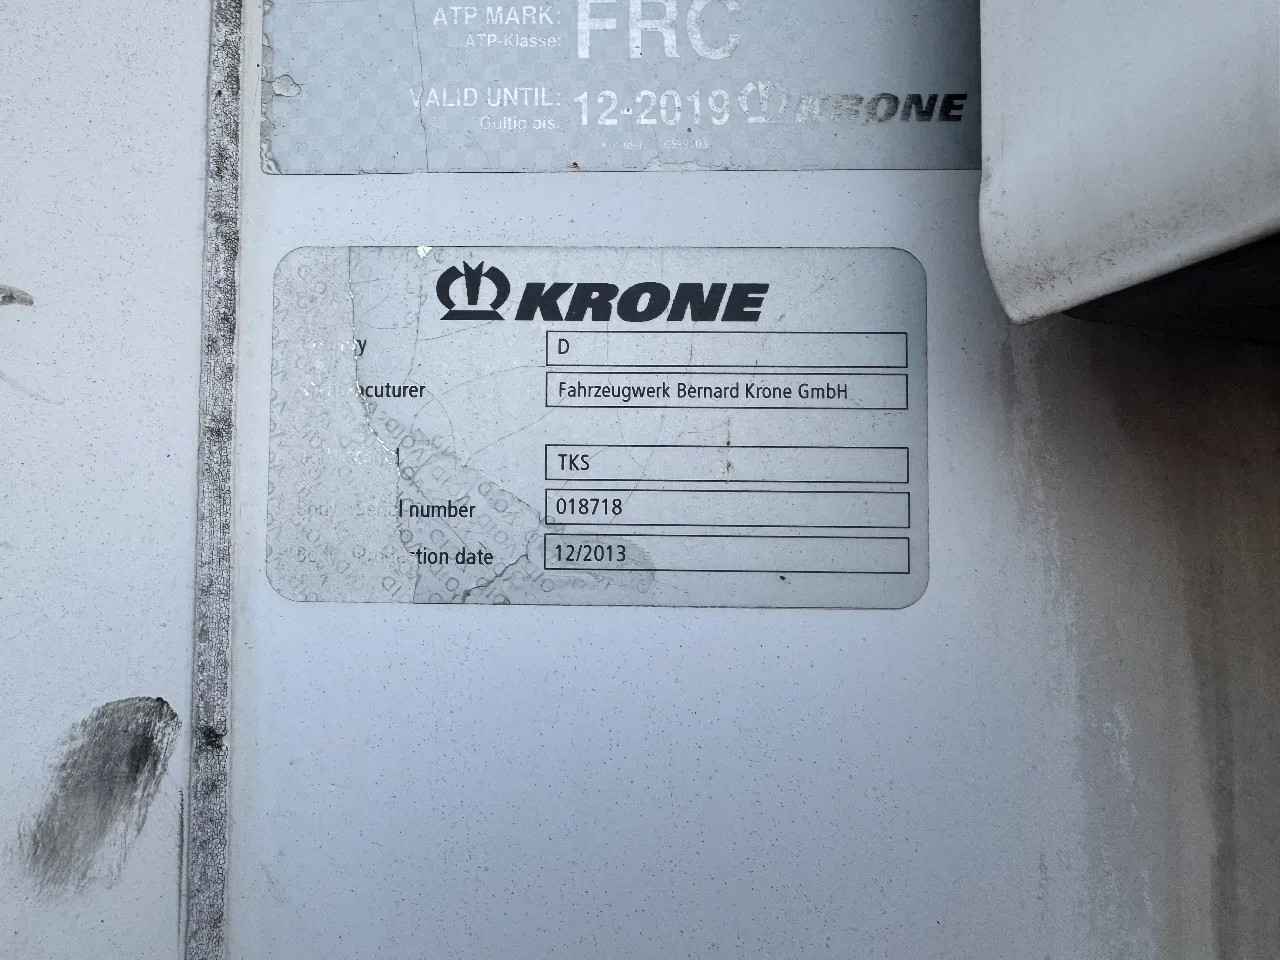 ATP MARK: FRC
ATP-Klasse:
VALID UNTIL: 12-2019 KRONE
Gültig bis:
KRONE
y D
cuturer Fahrzeugwerk Bernard Krone GmbH
TKS
l number 018718
tion date 12/2013